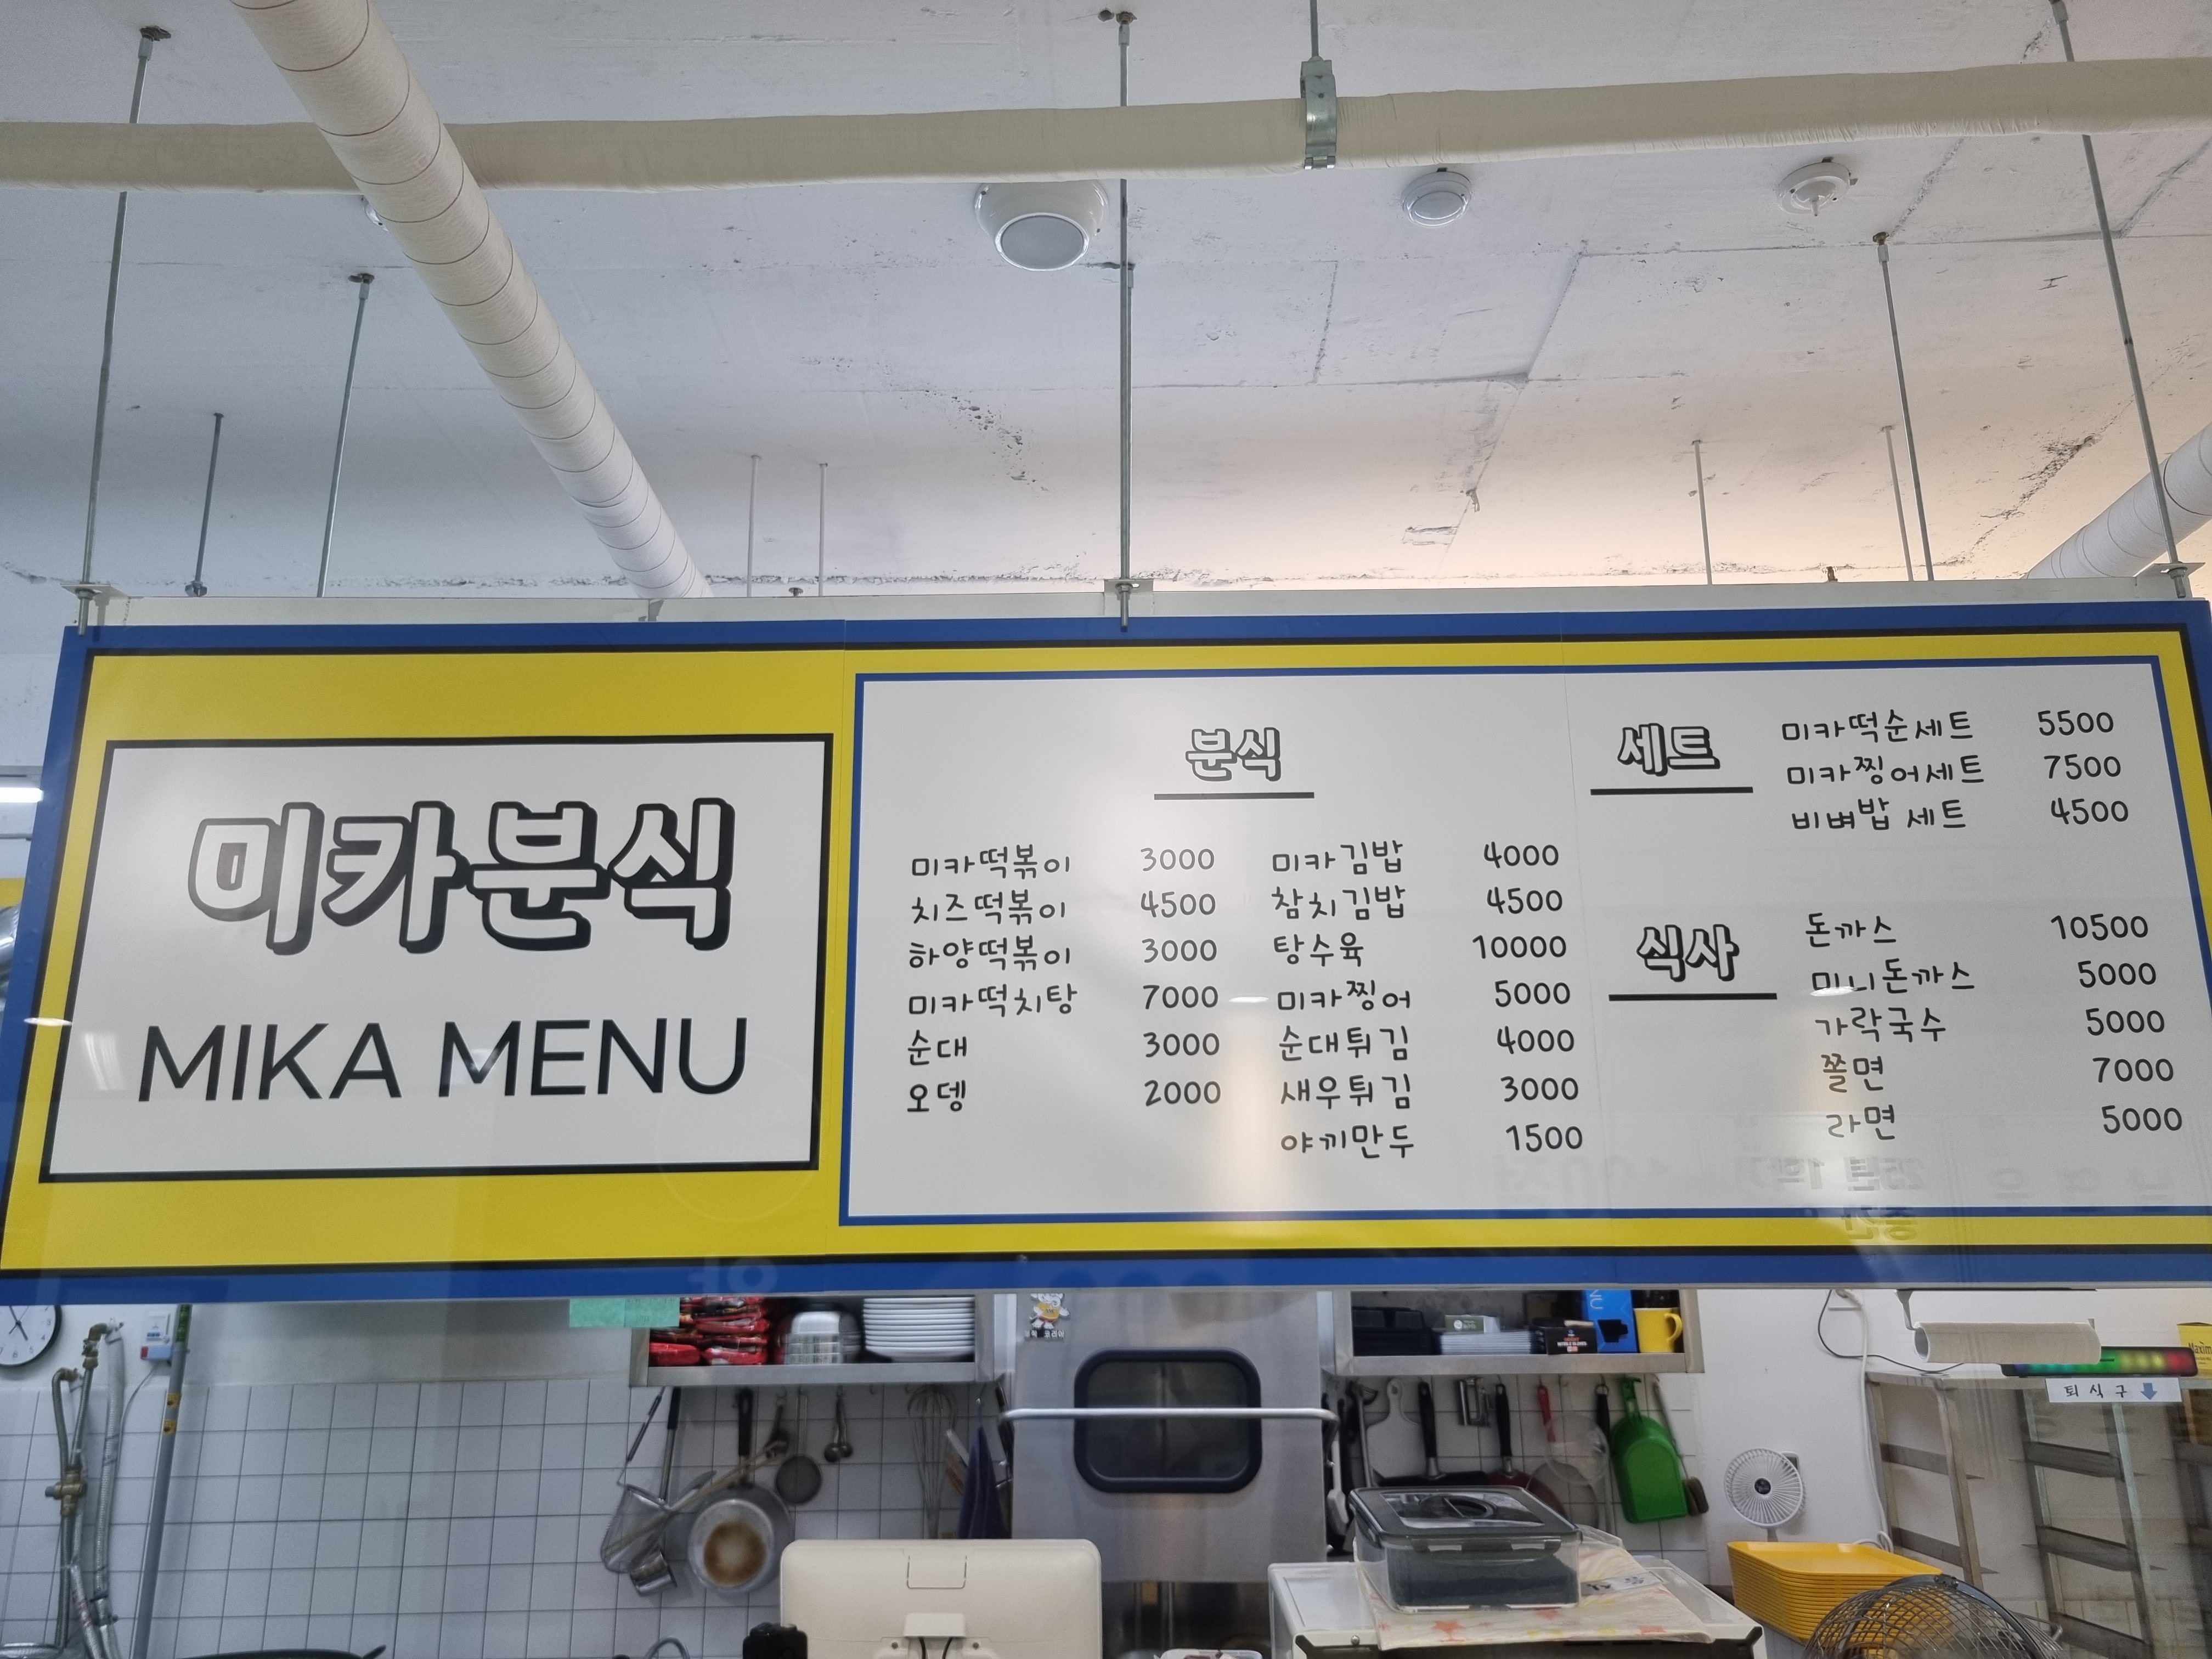 미카분식
MIKA MENU
분식
미카떡볶이 3000
치즈떡볶이 4500
하양떡볶이 3000
미카떡치탕 7000
순대 3000
오뎅 2000
미카김밥 4000
참치김밥 4500
탕수육 10000
미카찡어 5000
순대튀김 4000
새우튀김 3000
야끼만두 1500
세트
미카떡순세트 5500
미카찡어세트 7500
비벼밥 세트 4500
식사
돈까스 10500
미니돈까스 5000
가락국수 5000
쫄면 7000
라면 5000
퇴식구